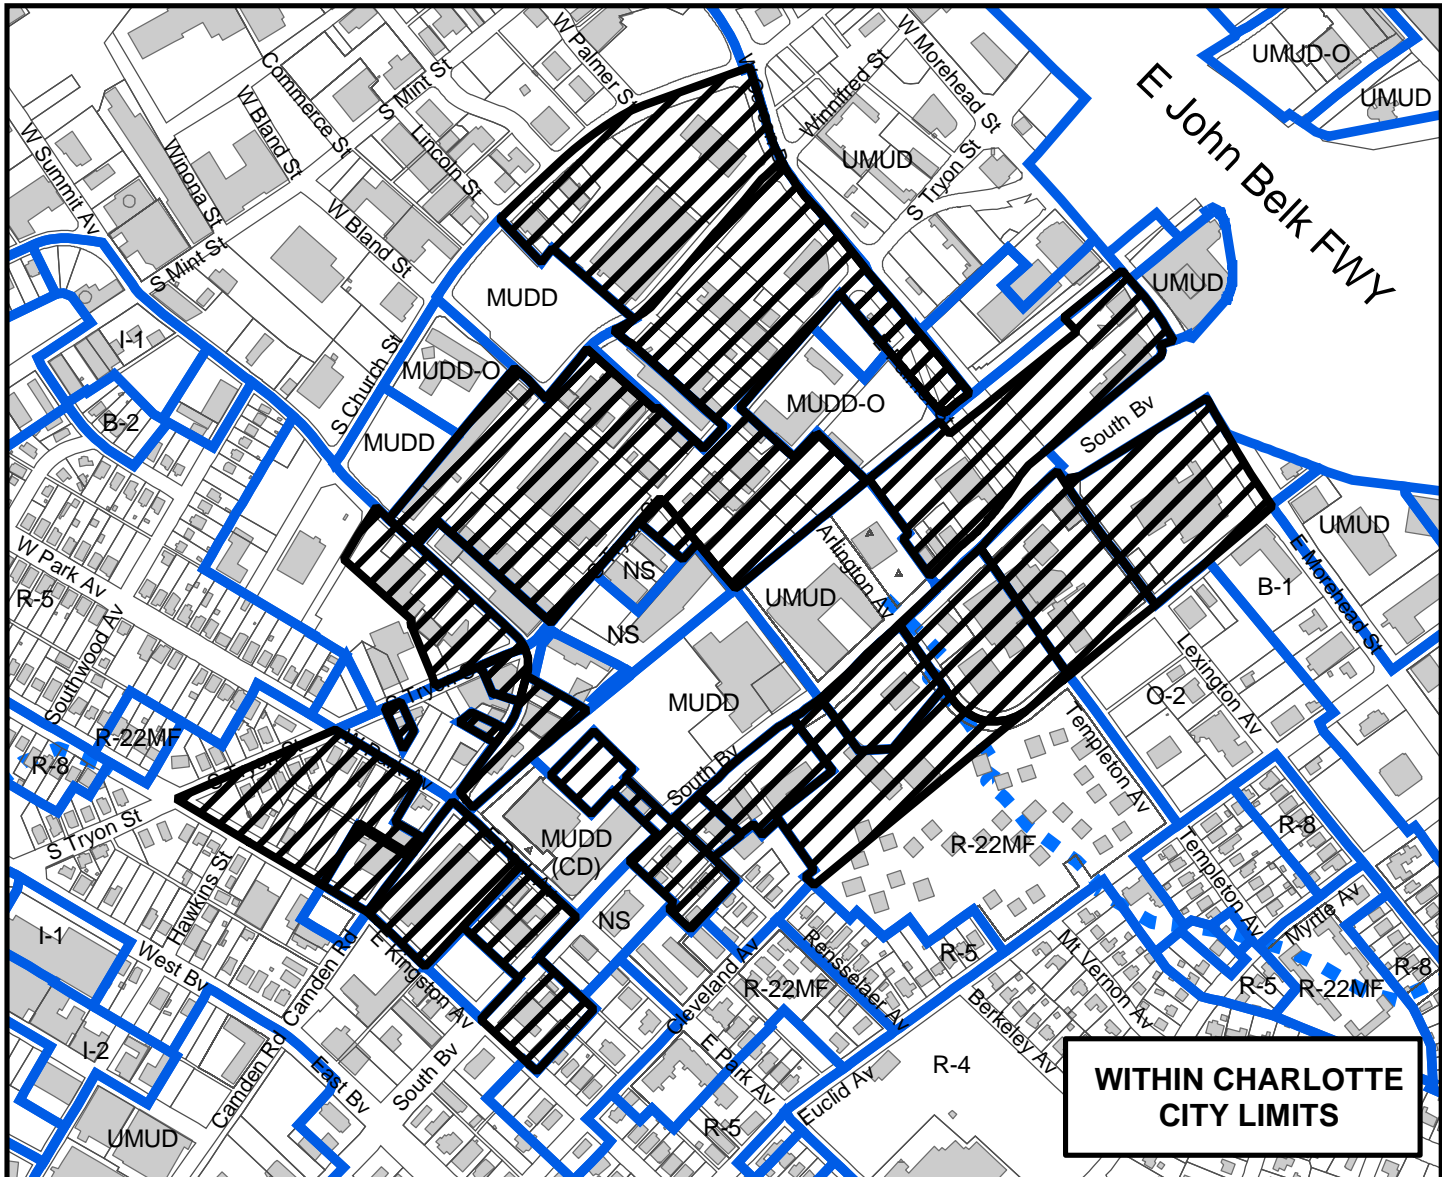 W Palmer St
W Morehead St
UMUD-O
Commerce St
S Mint St
Winnifred St
E John Belk FWY
UMUD
W Bland St
Lincoln St
UMUD
S Tryon St
W Summit Av
Winona St
W Bland St
S Mint St
UMUD
MUDD
I-1
S Church St
MUDD-O
MUDD-O
B-2
MUDD
South Bv
UMUD
Arlington Av
E Morehead St
W Park Av
NS
B-1
R-5
UMUD
Southwood Av
NS
Lexington Av
MUDD
O-2
S Tryon St
Templeton Av
R-22MF
R-8
South Bv
S Tryon St
MUDD
(CD)
R-22MF
R-8
Templeton Av
Hawkins St
NS
Myrtle Av
I-1
West Bv
Camden Rd
E Kingston Av
Cleveland Av
Rensselaer Av
R-5
Mt Vernon Av
R-8
R-22MF
R-5
R-22MF
Berkeley Av
I-2
Camden Rd
East Bv
South Bv
E Park Av
Euclid Av
R-4
WITHIN CHARLOTTE
CITY LIMITS
UMUD
R-5